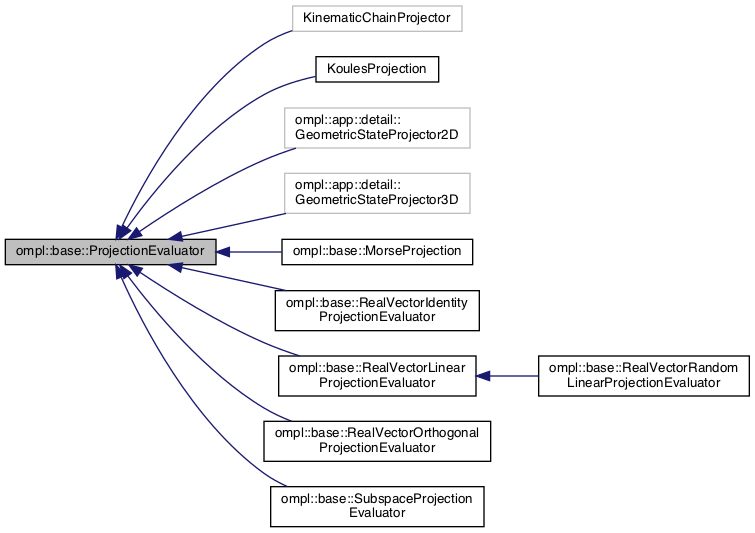 KinematicChainProjector
KoulesProjection
ompl::app::detail::
GeometricStateProjector2D
ompl::app::detail::
GeometricStateProjector3D
ompl::base::ProjectionEvaluator
ompl::base::MorseProjection
ompl::base::RealVectorIdentity
ProjectionEvaluator
ompl::base::RealVectorLinear
ProjectionEvaluator
ompl::base::RealVectorRandom
LinearProjectionEvaluator
ompl::base::RealVectorOrthogonal
ProjectionEvaluator
ompl::base::SubspaceProjection
Evaluator